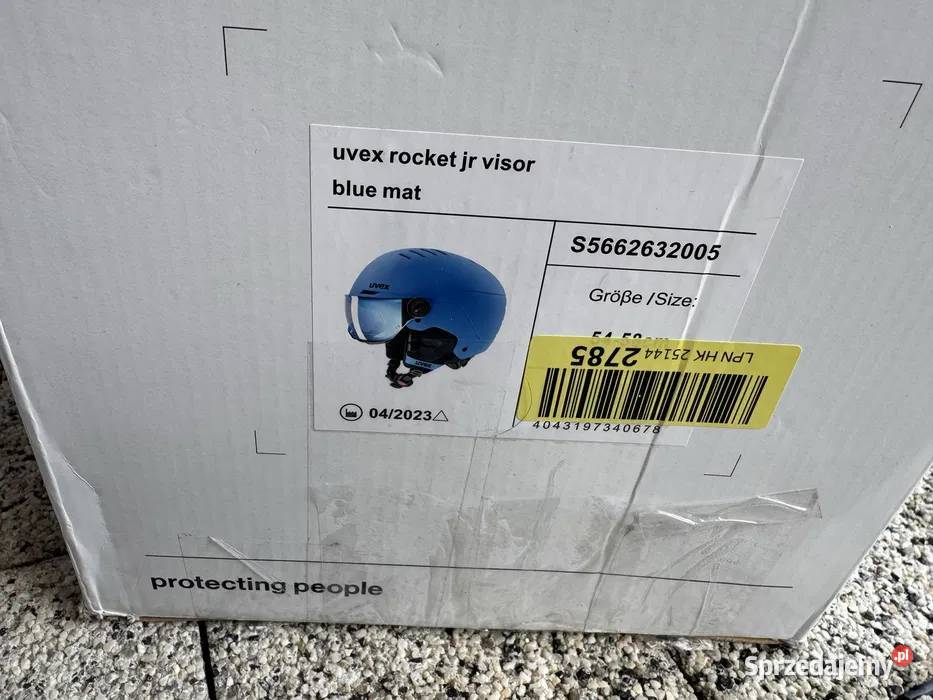 uvex rocket jr visor
blue mat
S5662632005
Größe /Size:
uvex
uvex
04/2023
LPN HK 25144 2785
4043197340678
protecting people
Sprzedajemy.pl